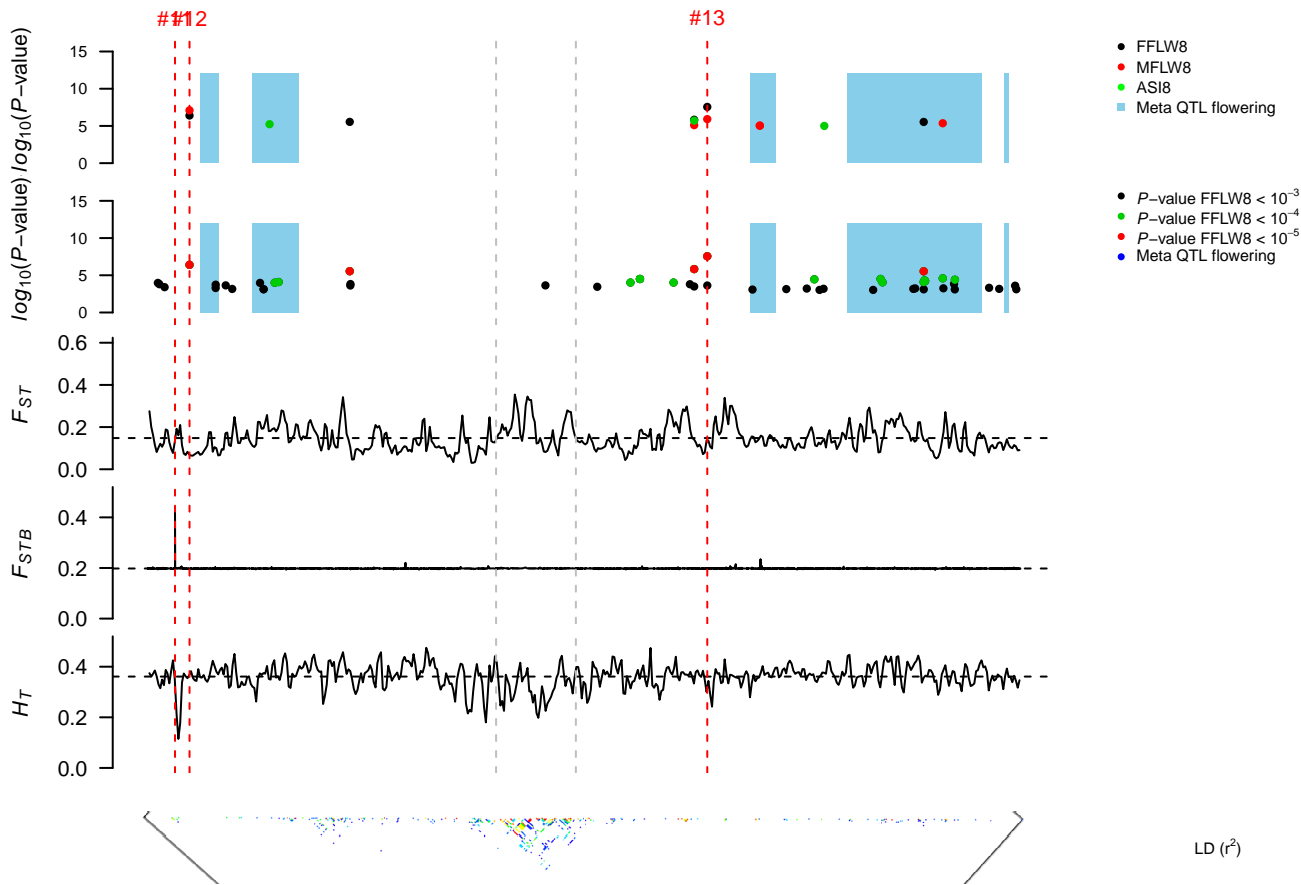 #12
#13
15
10
5
0
log10(P−value)
15
10
5
0
log10(P−value)
0.6
0.4
0.2
0.0
FST
0.4
0.2
0.0
FSTB
0.4
0.2
0.0
HT
FFLW8
MFLW8
ASI8
Meta QTL flowering
P−value FFLW8 < 10−3
P−value FFLW8 < 10−4
P−value FFLW8 < 10−5
Meta QTL flowering
LD (r2)